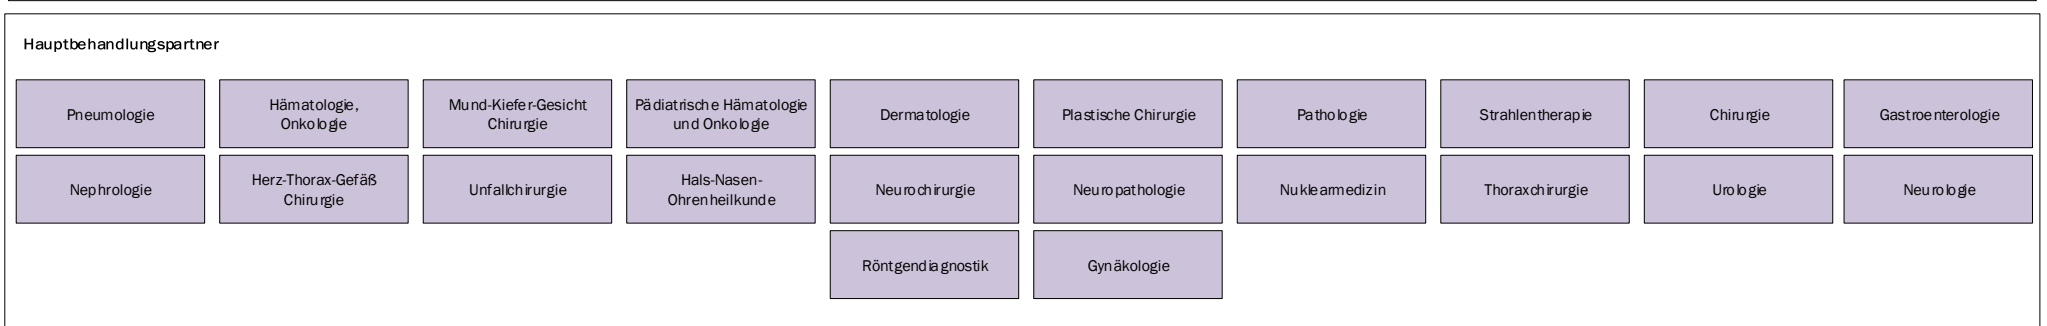 Hauptbehandlungspartner
Pneumologie
Hämatologie,
Onkologie
Mund-Kiefer-Gesicht
Chirurgie
Pädiatrische Hämatologie
und Onkologie
Dermatologie
Plastische Chirurgie
Pathologie
Strahlentherapie
Chirurgie
Gastroenterologie
Nephrologie
Herz-Thorax-Gefäß
Chirurgie
Unfallchirurgie
Hals-Nasen-
Ohrenheilkunde
Neurochirurgie
Neuropathologie
Nuklearmedizin
Thoraxchirurgie
Urologie
Neurologie
Röntgendiagnostik
Gynäkologie